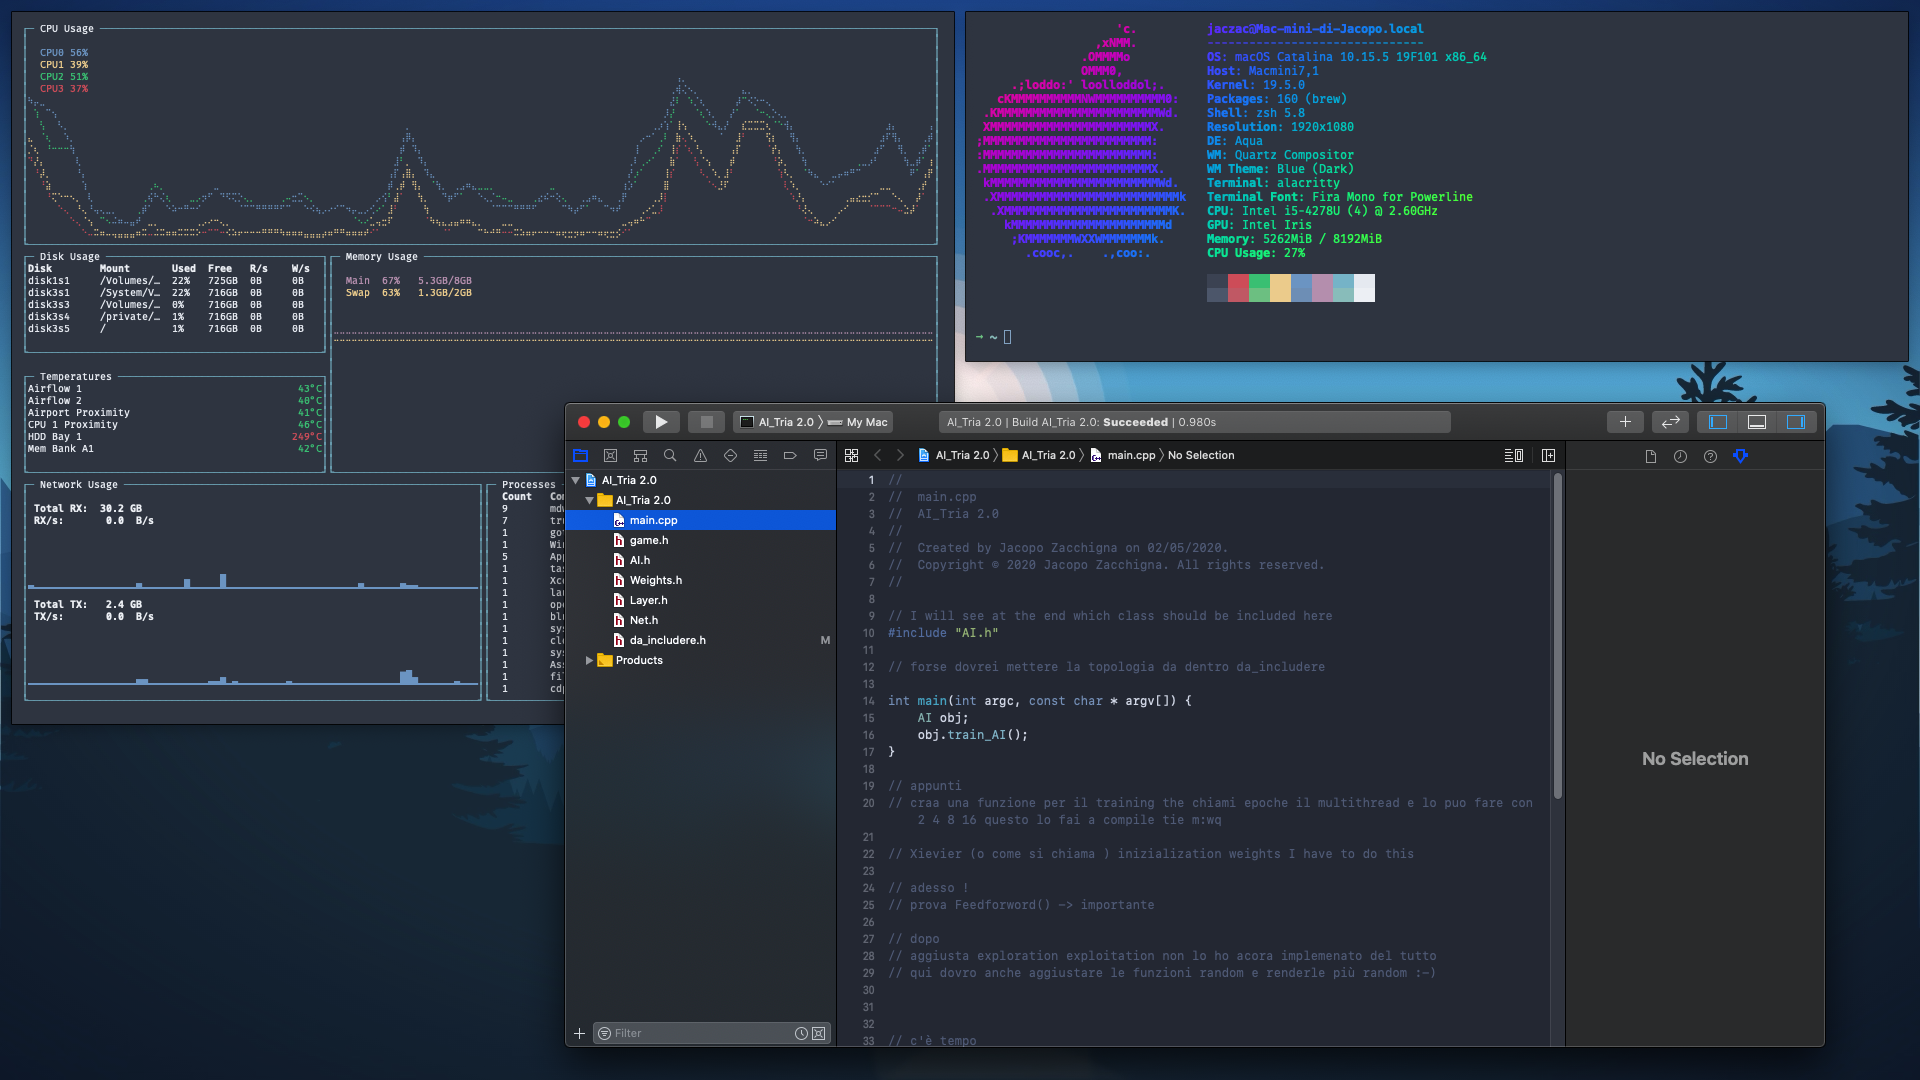 CPU Usage
CPU0 56%
CPU1 39%
CPU2 51%
CPU3 37%
Disk Usage
Disk Mount Used Free R/s W/s
disk1s1 /Volumes/… 22% 725GB 0B 0B
disk3s1 /System/V… 22% 716GB 0B 0B
disk3s3 /Volumes/… 0% 716GB 0B 0B
disk3s4 /private/… 1% 716GB 0B 0B
disk3s5 / 1% 716GB 0B 0B
Memory Usage
Main 67% 5.3GB/8GB
Swap 63% 1.3GB/2GB
Temperatures
Airflow 1 43°C
Airflow 2 40°C
Airport Proximity 41°C
CPU 1 Proximity 46°C
HDD Bay 1 249°C
Mem Bank A1 42°C
Network Usage
Total RX: 30.2 GB
RX/s: 0.0 B/s
Total TX: 2.4 GB
TX/s: 0.0 B/s
Processes
Count
9
7
1
1
5
1
1
1
1
1
1
1
1
1
1
1
'c.
,xNMM.
.OMMMMo
OMMM0,
.;loddo:' loolloddol;.
cKMMMMMMMMMMNWMMMMMMMMMM0:
.KMMMMMMMMMMMMMMMMMMMMMMMWd.
XMMMMMMMMMMMMMMMMMMMMMMMX.
;MMMMMMMMMMMMMMMMMMMMMMMM:
:MMMMMMMMMMMMMMMMMMMMMMMM:
.MMMMMMMMMMMMMMMMMMMMMMMMX.
kMMMMMMMMMMMMMMMMMMMMMMMMWd.
.XMMMMMMMMMMMMMMMMMMMMMMMMMMk
.XMMMMMMMMMMMMMMMMMMMMMMMMK.
kMMMMMMMMMMMMMMMMMMMMMMd
;KMMMMMMMWXXWMMMMMMMk.
.cooc,. .,coo:.
jaczac@Mac-mini-di-Jacopo.local
-------------------------------
OS: macOS Catalina 10.15.5 19F101 x86_64
Host: Macmini7,1
Kernel: 19.5.0
Packages: 160 (brew)
Shell: zsh 5.8
Resolution: 1920x1080
DE: Aqua
WM: Quartz Compositor
WM Theme: Blue (Dark)
Terminal: alacritty
Terminal Font: Fira Mono for Powerline
CPU: Intel i5-4278U (4) @ 2.60GHz
GPU: Intel Iris
Memory: 5262MiB / 8192MiB
CPU Usage: 27%
→ ~
AI_Tria 2.0 〉 My Mac
AI_Tria 2.0 | Build AI_Tria 2.0: Succeeded | 0.980s
AI_Tria 2.0 〉 AI_Tria 2.0 〉 main.cpp 〉 No Selection
AI_Tria 2.0
AI_Tria 2.0
main.cpp
game.h
AI.h
Weights.h
Layer.h
Net.h
da_includere.h M
Products
Filter
1 //
2 //  main.cpp
3 //  AI_Tria 2.0
4 //
5 //  Created by Jacopo Zacchigna on 02/05/2020.
6 //  Copyright © 2020 Jacopo Zacchigna. All rights reserved.
7 //
8
9 // I will see at the end which class should be included here
10 #include "AI.h"
11
12 // forse dovrei mettere la topologia da dentro da_includere
13
14 int main(int argc, const char * argv[]) {
15     AI obj;
16     obj.train_AI();
17 }
18
19 // appunti
20 // craa una funzione per il training the chiami epoche il multithread e lo puo fare con
2 4 8 16 questo lo fai a compile tie m:wq
21
22 // Xievier (o come si chiama ) inizialization weights I have to do this
23
24 // adesso !
25 // prova Feedforword() -> importante
26
27 // dopo
28 // aggiusta exploration exploitation non lo ho acora implemenato del tutto
29 // qui dovro anche aggiustare le funzioni random e renderle più random :-)
30
31
32
33 // c'è tempo
No Selection